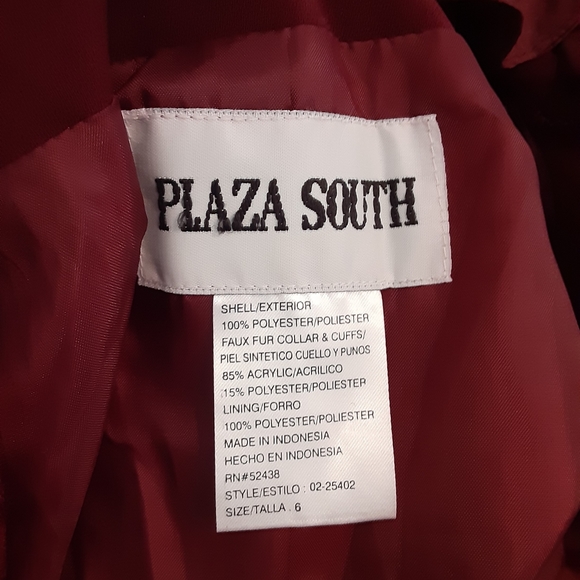 PLAZA SOUTH
SHELL/EXTERIOR
100% POLYESTER/POLIESTER
FAUX FUR COLLAR & CUFFS/
PIEL SINTETICO CUELLO Y PUNOS
85% ACRYLIC/ACRILICO
15% POLYESTER/POLIESTER
LINING/FORRO
100% POLYESTER/POLIESTER
MADE IN INDONESIA
HECHO EN INDONESIA
RN#52438
STYLE/ESTILO : 02-25402
SIZE/TALLA : 6